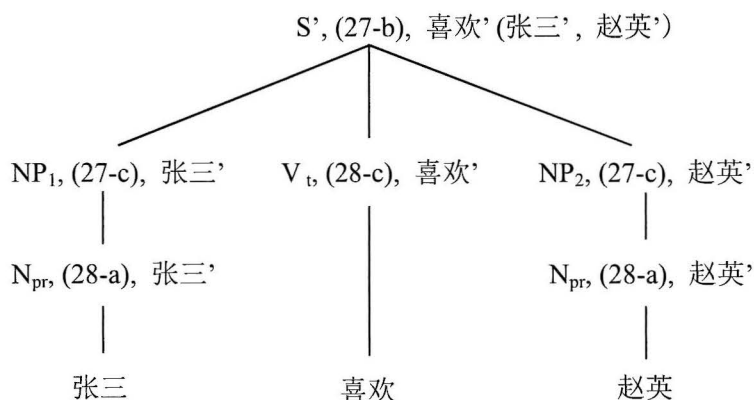 S’, (27-b), 喜欢’ (张三’, 赵英’)
NP₁, (27-c), 张三’ V t, (28-c), 喜欢’ NP₂, (27-c), 赵英’
Npr, (28-a), 张三’ Npr, (28-a), 赵英’
张三 喜欢 赵英